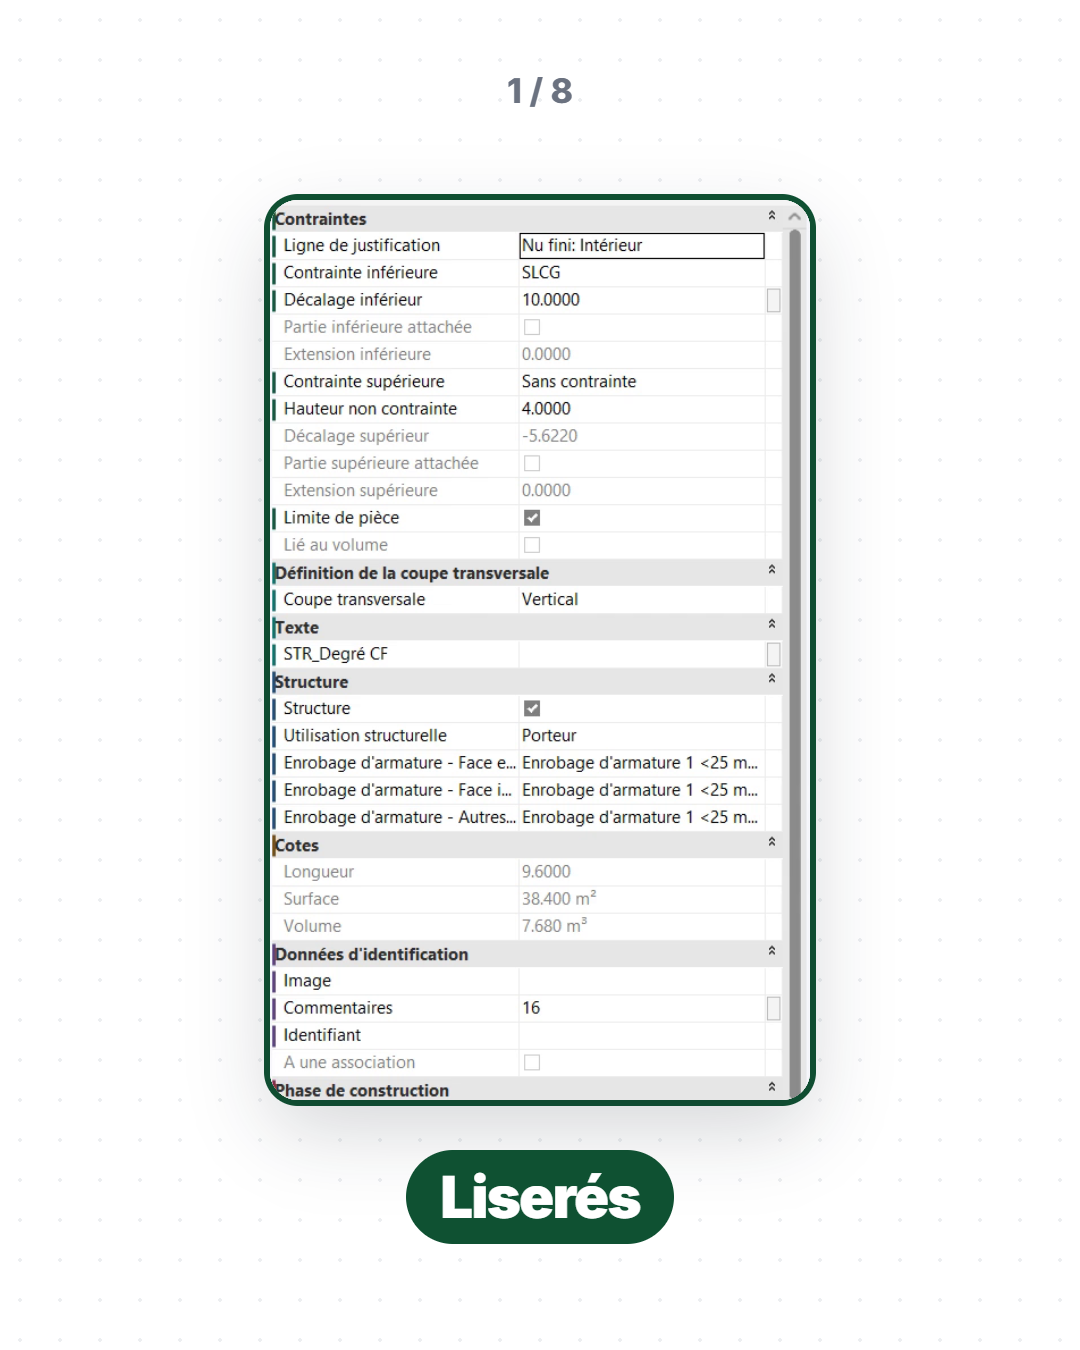 1 / 8
Contraintes
Ligne de justification Nu fini: Intérieur
Contrainte inférieure SLCG
Décalage inférieur 10.0000
Partie inférieure attachée
Extension inférieure 0.0000
Contrainte supérieure Sans contrainte
Hauteur non contrainte 4.0000
Décalage supérieur -5.6220
Partie supérieure attachée
Extension supérieure 0.0000
Limite de pièce
Lié au volume
Définition de la coupe transversale
Coupe transversale Vertical
Texte
STR_Degré CF
Structure
Structure
Utilisation structurelle Porteur
Enrobage d'armature - Face e... Enrobage d'armature 1 <25 m...
Enrobage d'armature - Face i... Enrobage d'armature 1 <25 m...
Enrobage d'armature - Autres... Enrobage d'armature 1 <25 m...
Cotes
Longueur 9.6000
Surface 38.400 m²
Volume 7.680 m³
Données d'identification
Image
Commentaires 16
Identifiant
A une association
Phase de construction
Liserés